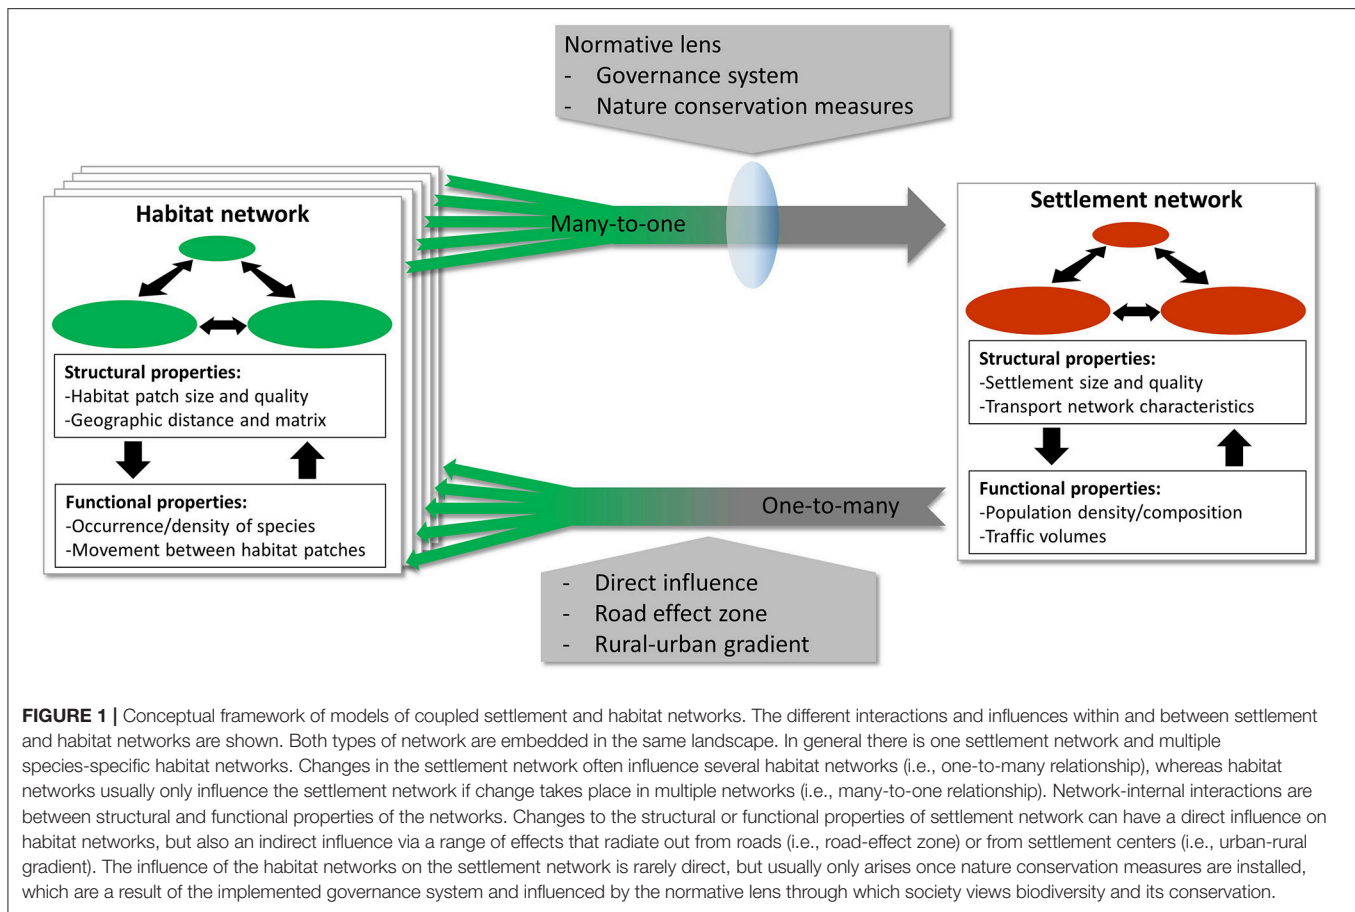 Normative lens
- Governance system
- Nature conservation measures
Habitat network
Many-to-one
Settlement network
Structural properties:
-Habitat patch size and quality
-Geographic distance and matrix
Structural properties:
-Settlement size and quality
-Transport network characteristics
Functional properties:
-Occurrence/density of species
-Movement between habitat patches
One-to-many
Functional properties:
-Population density/composition
-Traffic volumes
- Direct influence
- Road effect zone
- Rural-urban gradient
FIGURE 1 | Conceptual framework of models of coupled settlement and habitat networks. The different interactions and influences within and between settlement
and habitat networks are shown. Both types of network are embedded in the same landscape. In general there is one settlement network and multiple
species-specific habitat networks. Changes in the settlement network often influence several habitat networks (i.e., one-to-many relationship), whereas habitat
networks usually only influence the settlement network if change takes place in multiple networks (i.e., many-to-one relationship). Network-internal interactions are
between structural and functional properties of the networks. Changes to the structural or functional properties of settlement network can have a direct influence on
habitat networks, but also an indirect influence via a range of effects that radiate out from roads (i.e., road-effect zone) or from settlement centers (i.e., urban-rural
gradient). The influence of the habitat networks on the settlement network is rarely direct, but usually only arises once nature conservation measures are installed,
which are a result of the implemented governance system and influenced by the normative lens through which society views biodiversity and its conservation.